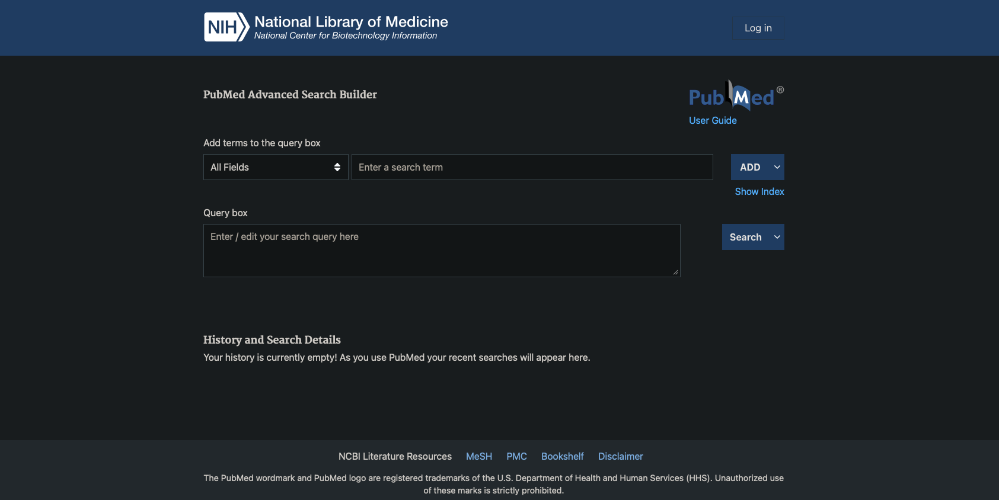 NIH National Library of Medicine
National Center for Biotechnology Information
Log in
PubMed Advanced Search Builder
PubMed®
User Guide
Add terms to the query box
All Fields
Enter a search term
ADD
Show Index
Query box
Enter / edit your search query here
Search
History and Search Details
Your history is currently empty! As you use PubMed your recent searches will appear here.
NCBI Literature Resources MeSH PMC Bookshelf Disclaimer
The PubMed wordmark and PubMed logo are registered trademarks of the U.S. Department of Health and Human Services (HHS). Unauthorized use
of these marks is strictly prohibited.